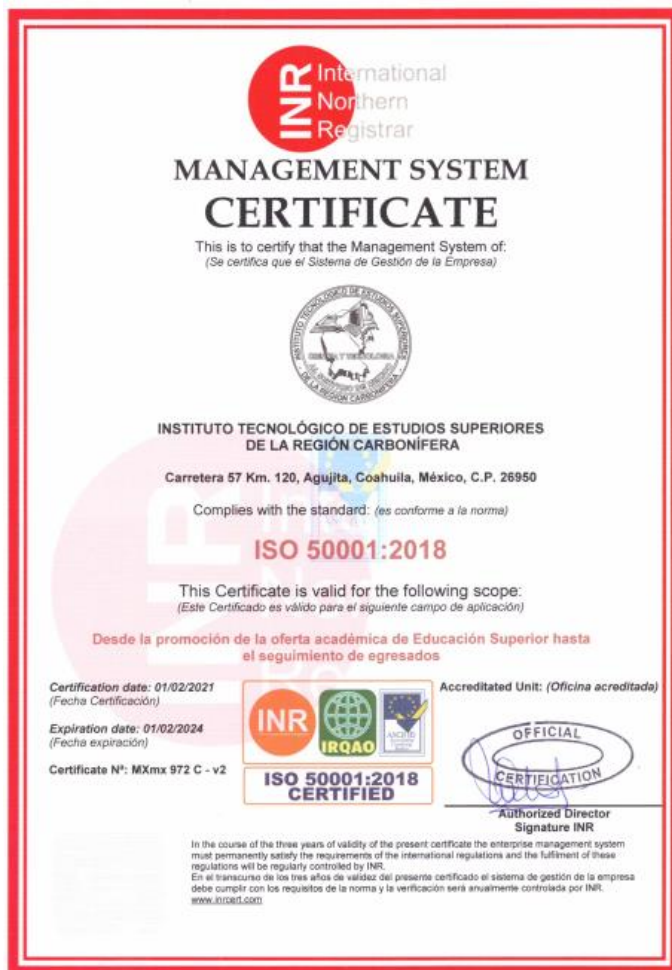 INR International
Northern
Registrar
MANAGEMENT SYSTEM
CERTIFICATE
This is to certify that the Management System of:
(Se certifica que el Sistema de Gestión de la Empresa)
INSTITUTO TECNOLÓGICO DE ESTUDIOS SUPERIORES
DE LA REGIÓN CARBONÍFERA
INSTITUTO TECNOLÓGICO DE ESTUDIOS SUPERIORES
DE LA REGIÓN CARBONÍFERA
Carretera 57 Km. 120, Agujita, Coahuila, México, C.P. 26950
Complies with the standard: (es conforme a la norma)
ISO 50001:2018
This Certificate is valid for the following scope:
(Este Certificado es válido para el siguiente campo de aplicación)
Desde la promoción de la oferta académica de Educación Superior hasta
el seguimiento de egresados
Certification date: 01/02/2021
(Fecha Certificación)
Expiration date: 01/02/2024
(Fecha expiración)
Certificate Nª: MXmx 972 C - v2
INR
IRQAO
ISO 50001:2018
CERTIFIED
Accreditated Unit: (Oficina acreditada)
OFFICIAL
CERTIFICATION
Authorized Director
Signature INR
In the course of the three years of validity of the present certificate the enterprise management system
must permanently satisfy the requirements of the international regulations and the fulfilment of these
regulations will be regularly controlled by INR.
En el transcurso de los tres años de validez del presente certificado el sistema de gestión de la empresa
debe cumplir con los requisitos de la norma y la verificación será anualmente controlada por INR.
www.inrcert.com